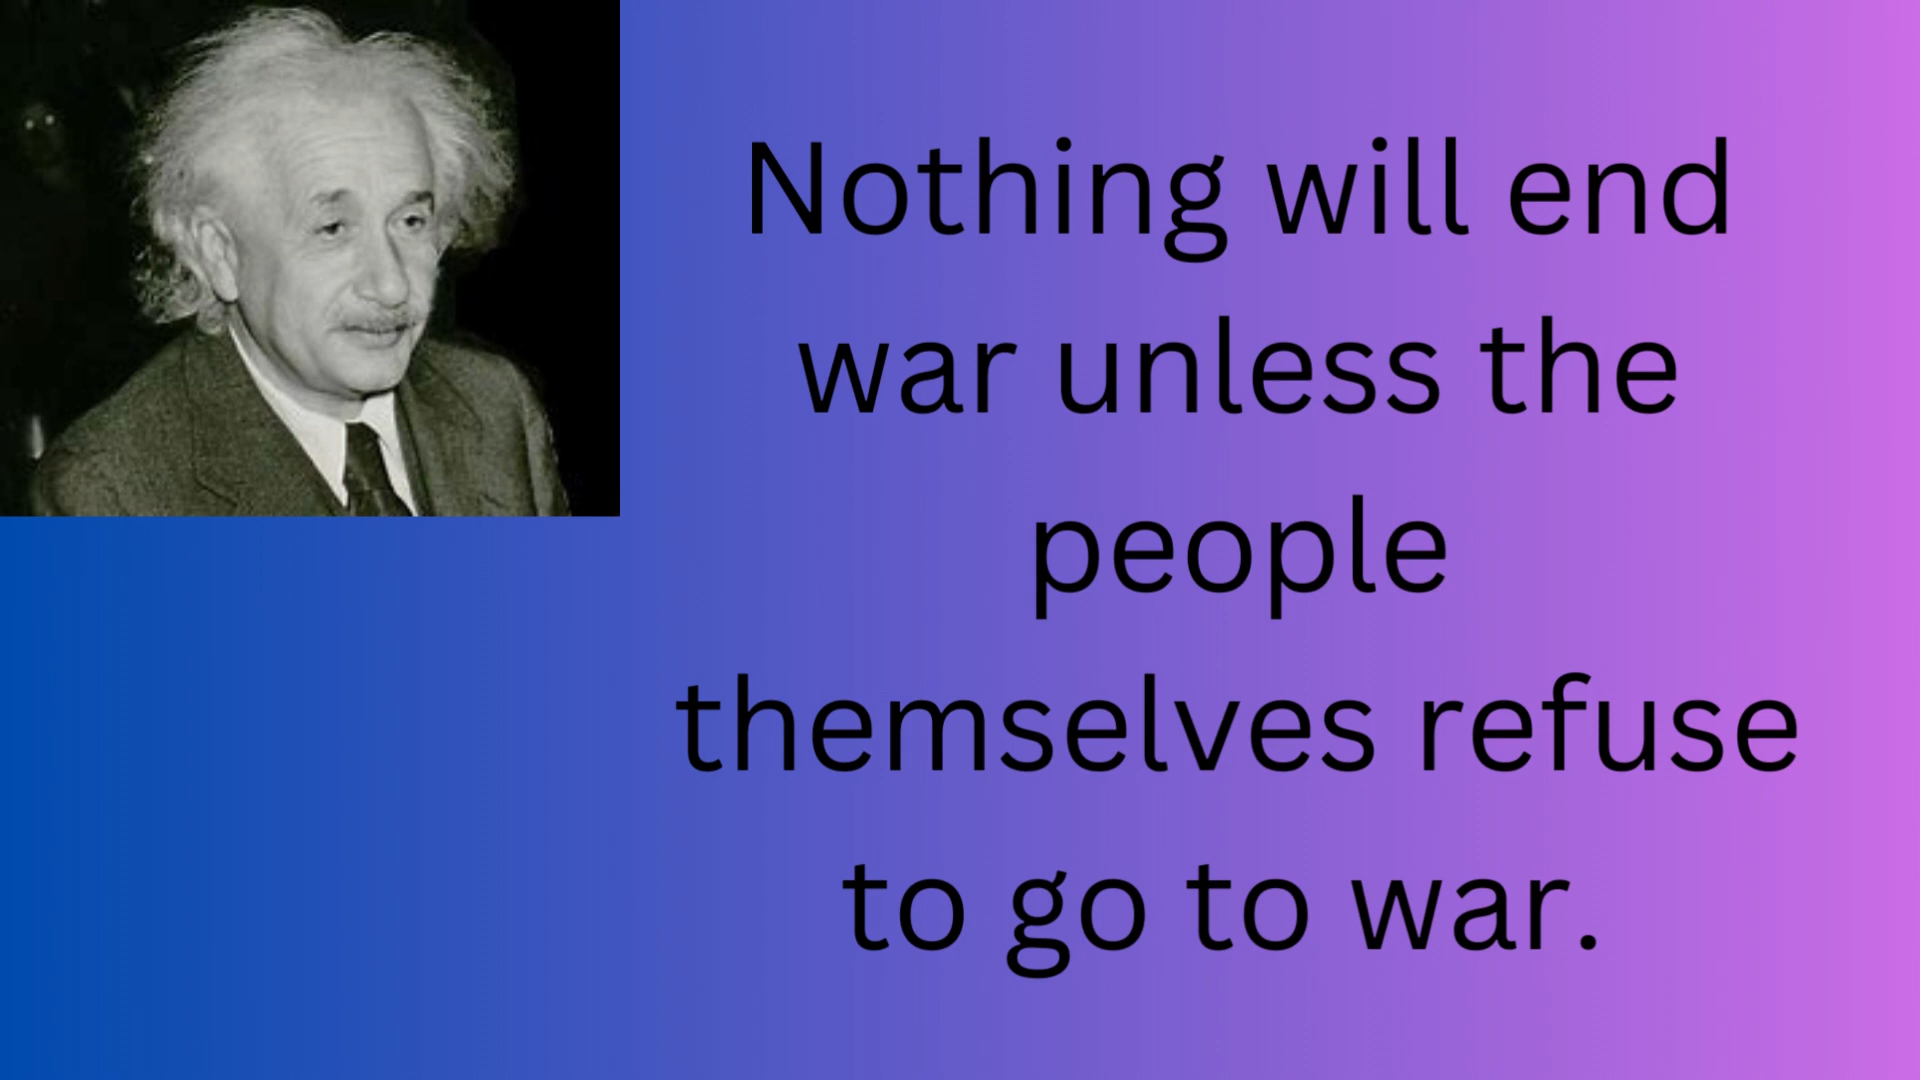 Nothing will end
war unless the
people
themselves refuse
to go to war.